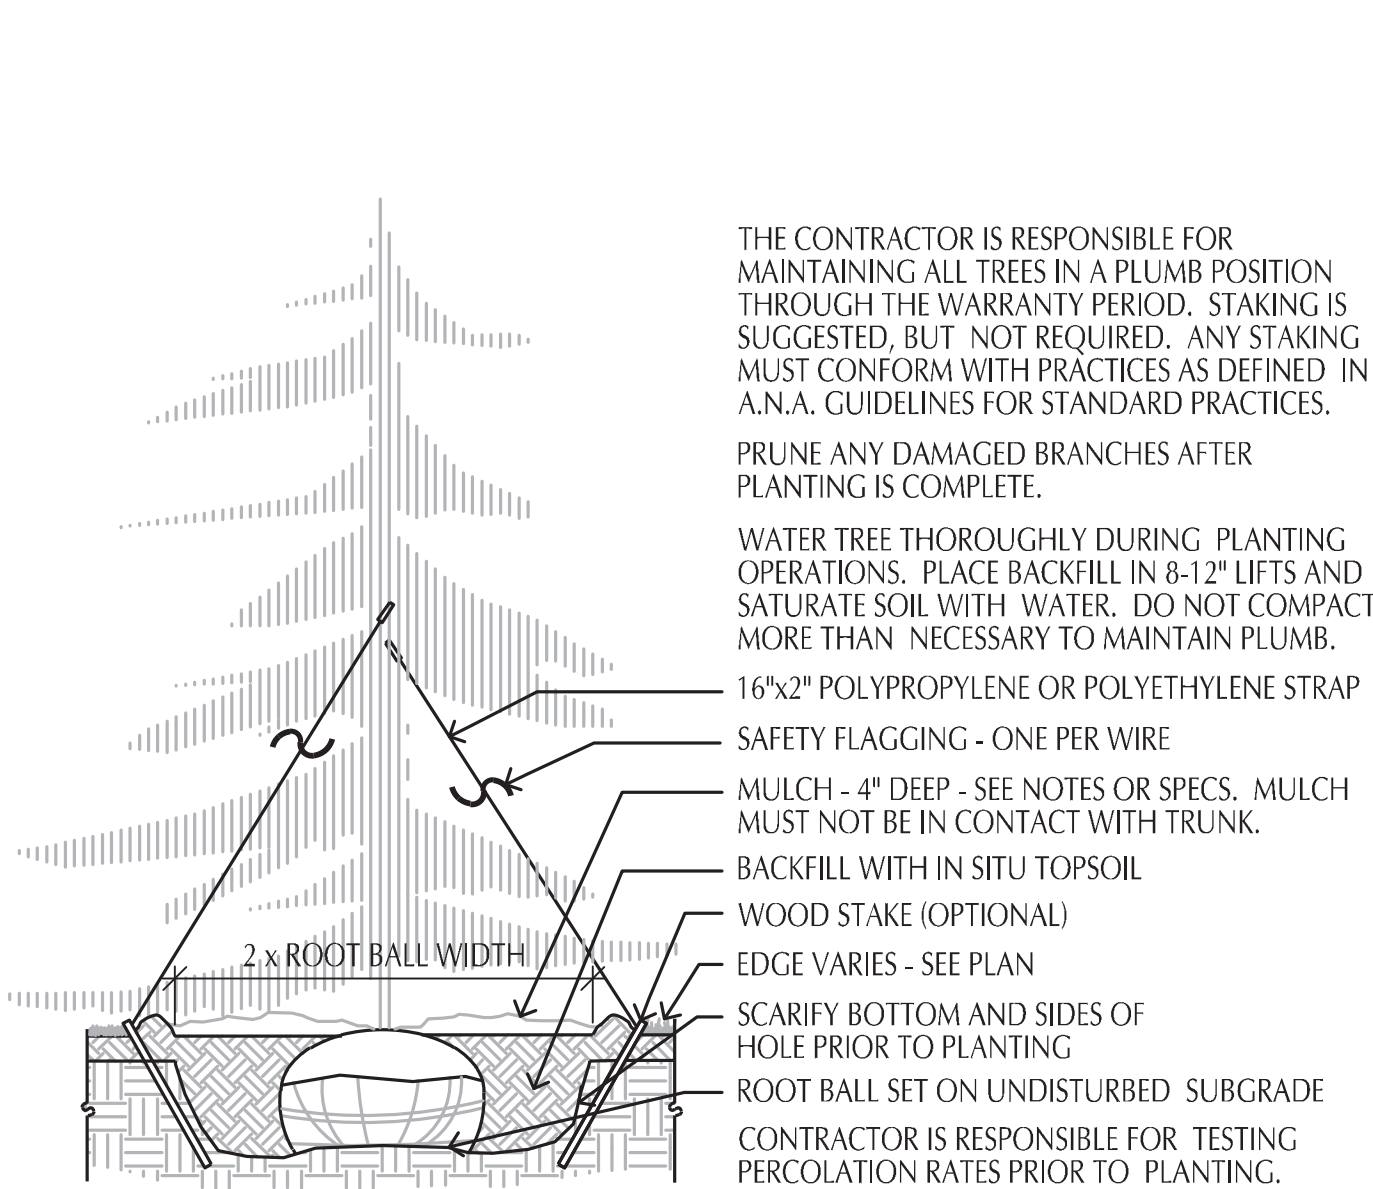 THE CONTRACTOR IS RESPONSIBLE FOR
MAINTAINING ALL TREES IN A PLUMB POSITION
THROUGH THE WARRANTY PERIOD. STAKING IS
SUGGESTED, BUT NOT REQUIRED. ANY STAKING
MUST CONFORM WITH PRACTICES AS DEFINED IN
A.N.A. GUIDELINES FOR STANDARD PRACTICES.
PRUNE ANY DAMAGED BRANCHES AFTER
PLANTING IS COMPLETE.
WATER TREE THOROUGHLY DURING PLANTING
OPERATIONS. PLACE BACKFILL IN 8-12" LIFTS AND
SATURATE SOIL WITH WATER. DO NOT COMPACT
MORE THAN NECESSARY TO MAINTAIN PLUMB.
16"x2" POLYPROPYLENE OR POLYETHYLENE STRAP
SAFETY FLAGGING - ONE PER WIRE
MULCH - 4" DEEP - SEE NOTES OR SPECS. MULCH
MUST NOT BE IN CONTACT WITH TRUNK.
BACKFILL WITH IN SITU TOPSOIL
WOOD STAKE (OPTIONAL)
2 x ROOT BALL WIDTH
EDGE VARIES - SEE PLAN
SCARIFY BOTTOM AND SIDES OF
HOLE PRIOR TO PLANTING
ROOT BALL SET ON UNDISTURBED SUBGRADE
CONTRACTOR IS RESPONSIBLE FOR TESTING
PERCOLATION RATES PRIOR TO PLANTING.